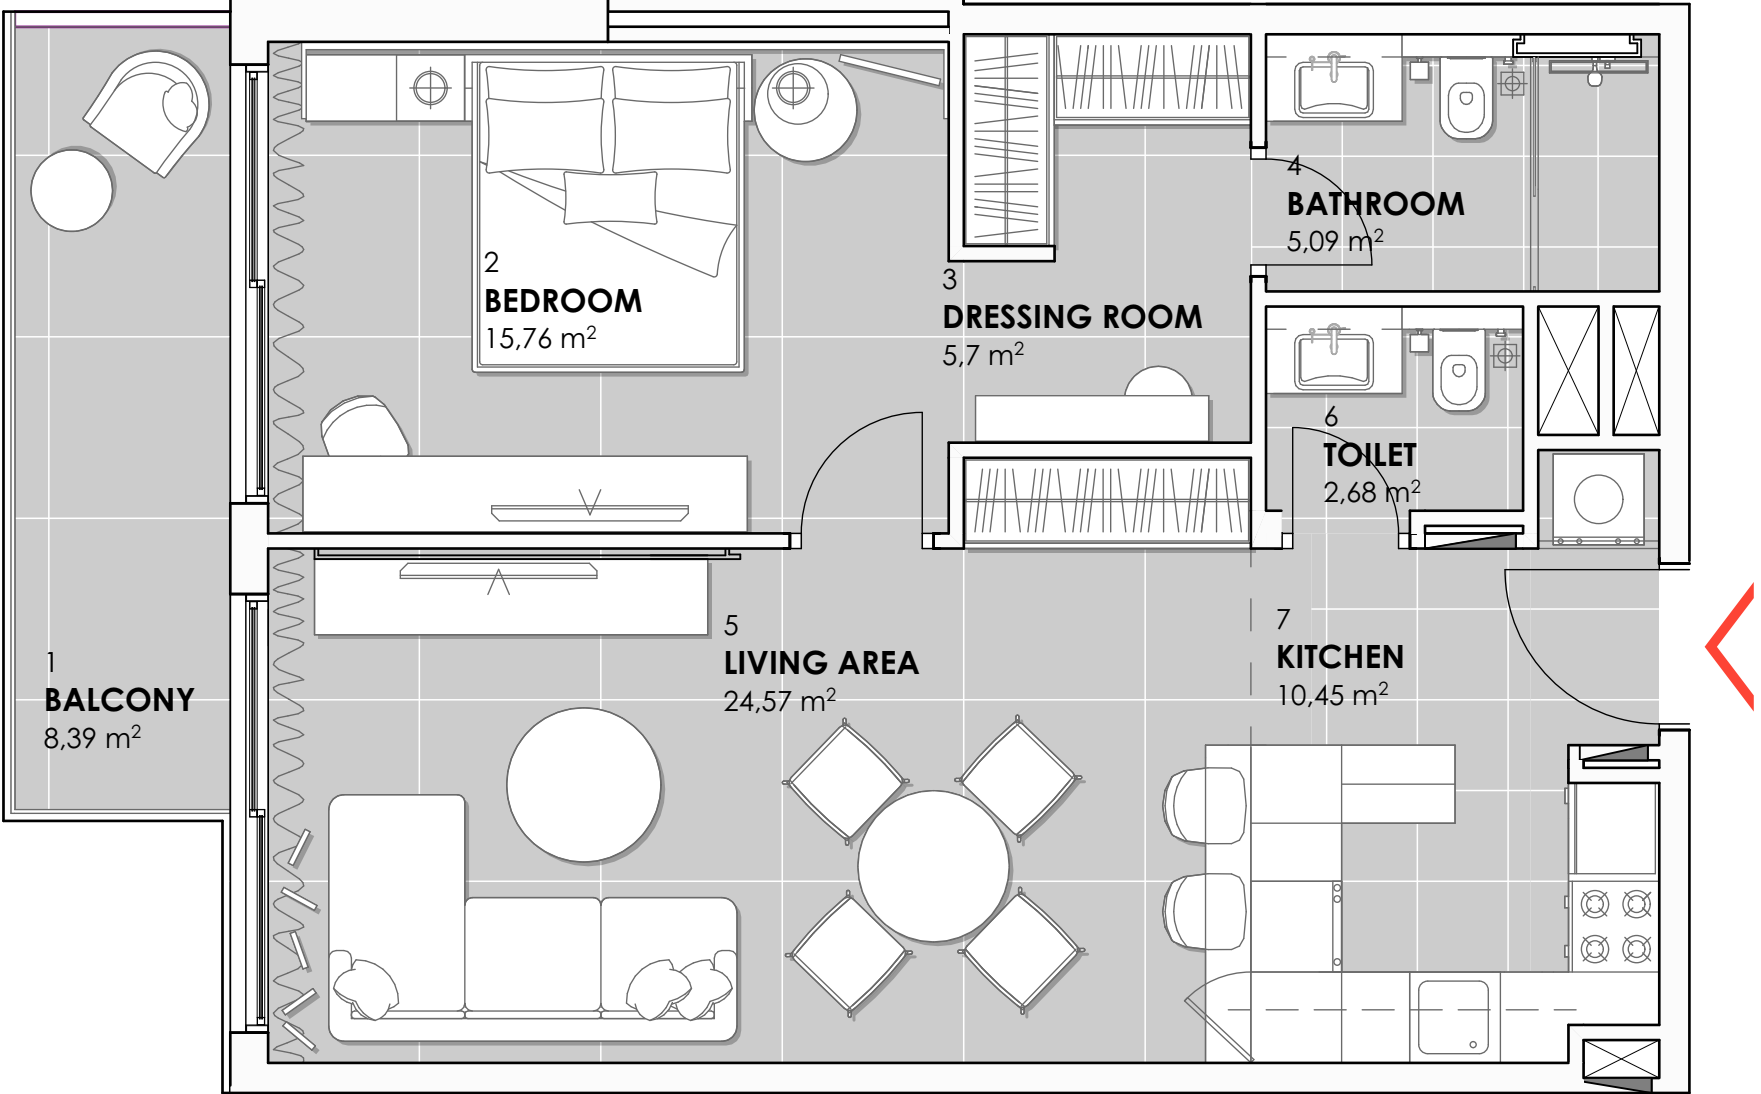 1
BALCONY
8,39 m²
2
BEDROOM
15,76 m²
3
DRESSING ROOM
5,7 m²
4
BATHROOM
5,09 m²
5
LIVING AREA
24,57 m²
6
TOILET
2,68 m²
7
KITCHEN
10,45 m²